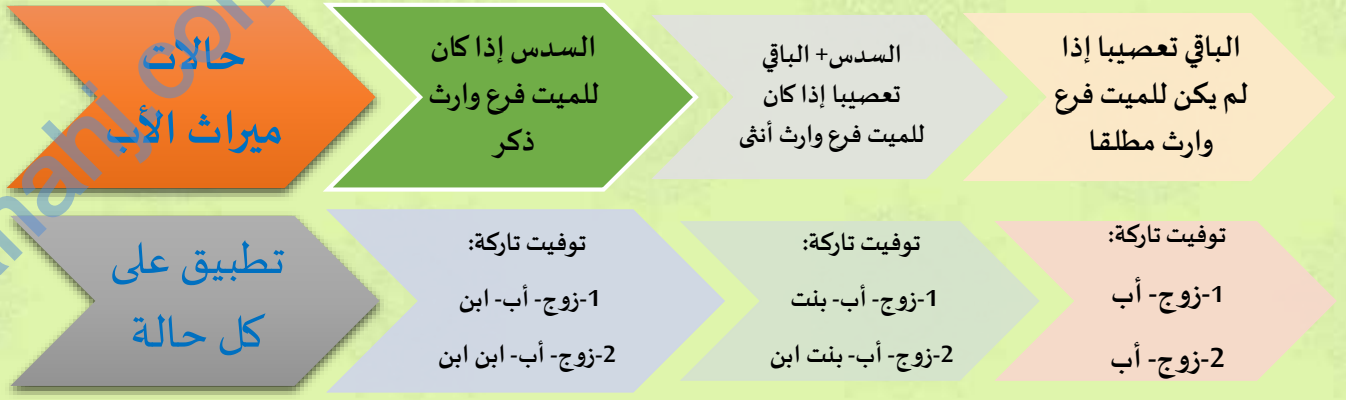 حالات
ميراث الأب
السدس إذا كان
للميت فرع وارث
ذكر
السدس+ الباقي
تعصيبا إذا كان
للميت فرع وارث أنثى
الباقي تعصيبا إذا
لم يكن للميت فرع
وارث مطلقا
تطبيق على
كل حالة
توفيت تاركة:
1-زوج- أب- ابن
2-زوج- أب- ابن ابن
توفيت تاركة:
1-زوج- أب- بنت
2-زوج- أب- بنت ابن
توفيت تاركة:
1-زوج- أب
2-زوج- أب